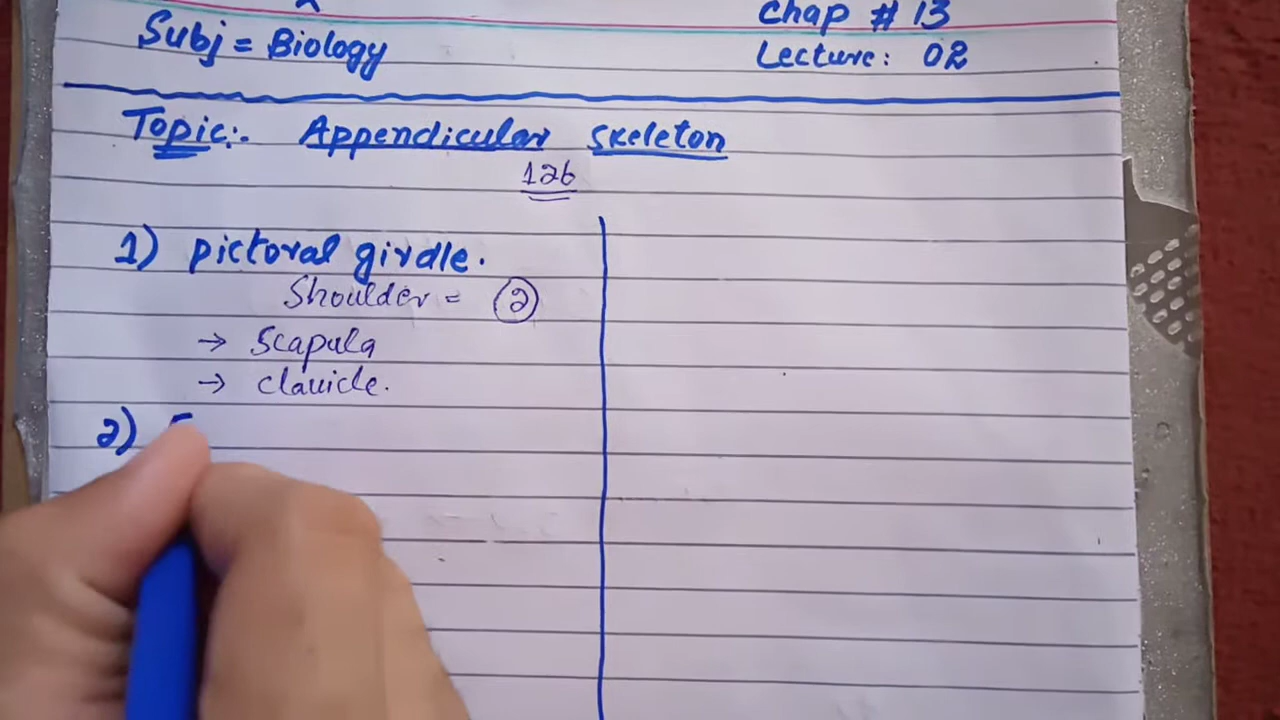 Chap # 13
Subj = Biology
Lecture: 02
Topic:- Appendicular skeleton
126
1) pictoral girdle.
Shoulder = 2
→ Scapula
→ clavicle.
2)